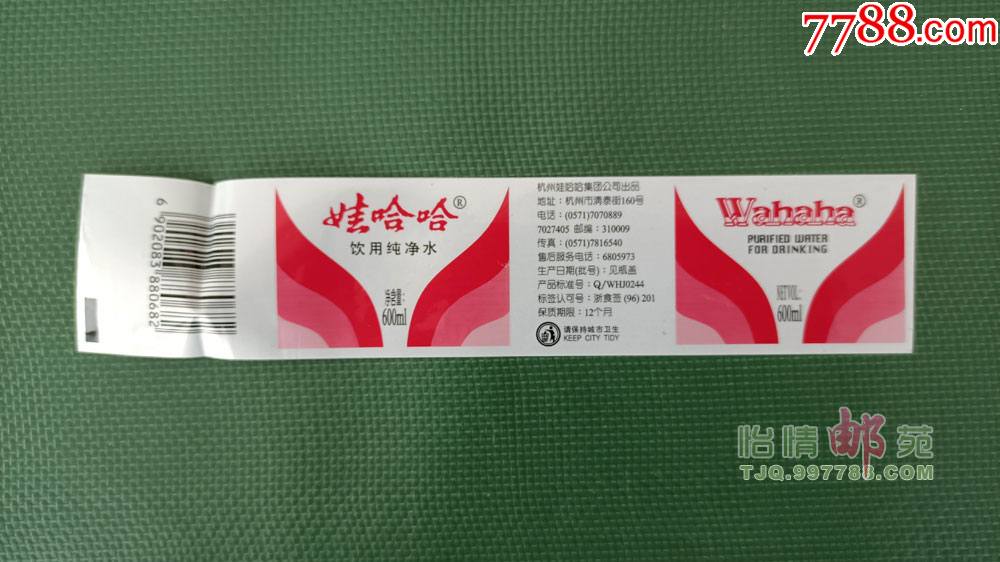 7788.com
6 902083 880682
娃哈哈®
饮用纯净水
净含量:
600ml
杭州娃哈哈集团公司出品
地址：杭州市清泰街160号
电话：(0571)7070889
7027405 邮编：310009
传真：(0571)7816540
售后服务电话：6805973
生产日期(批号)：见瓶盖
产品标准号：Q/WHJ0244
标签认可号：浙食签 (96) 201
保质期限：12个月
请保持城市卫生
KEEP CITY TIDY
Wahaha®
PURIFIED WATER
FOR DRINKING
NET VOL.:
600ml
怡情邮苑
TJQ.997788.COM